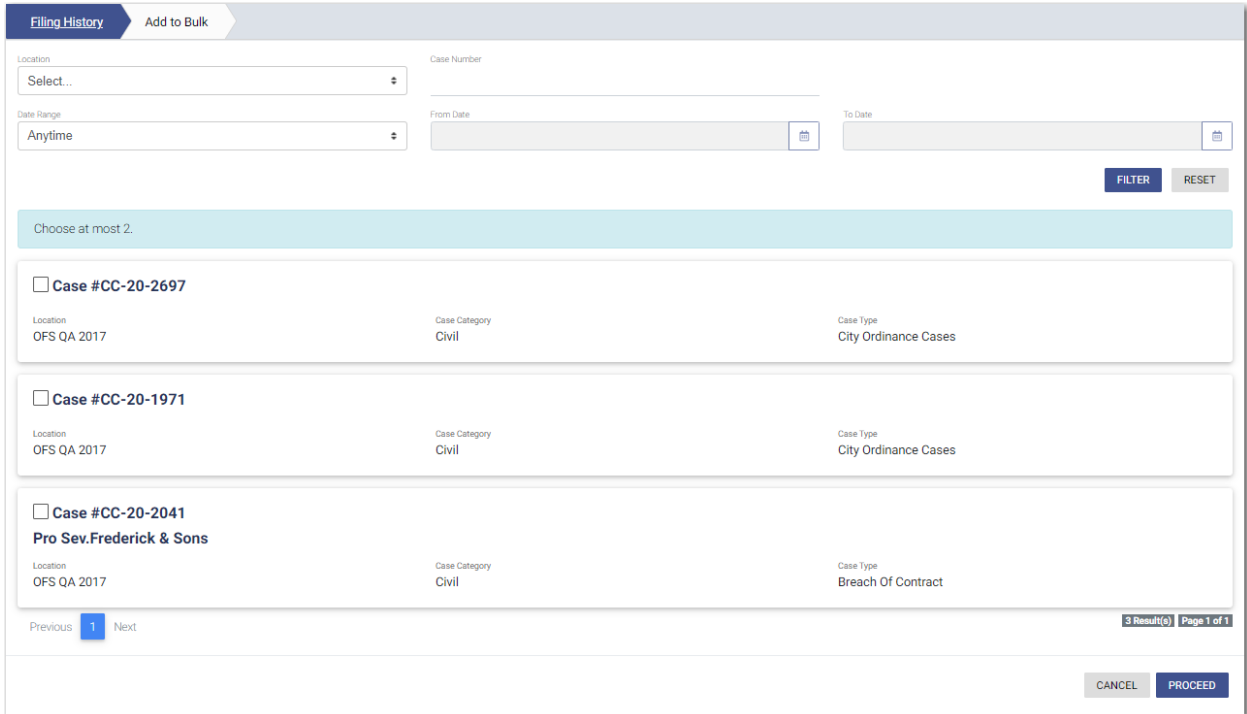 Filing History Add to Bulk
Location Case Number
Select...
Date Range From Date To Date
Anytime
FILTER RESET
Choose at most 2.
Case #CC-20-2697
Location Case Category Case Type
OFS QA 2017 Civil City Ordinance Cases
Case #CC-20-1971
Location Case Category Case Type
OFS QA 2017 Civil City Ordinance Cases
Case #CC-20-2041
Pro Sev.Frederick & Sons
Location Case Category Case Type
OFS QA 2017 Civil Breach Of Contract
Previous 1 Next 3 Result(s) Page 1 of 1
CANCEL PROCEED